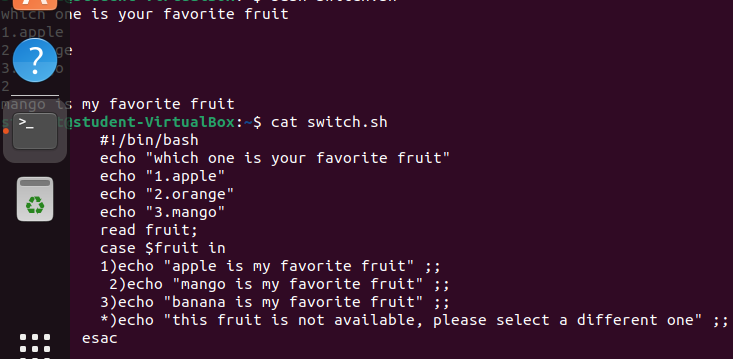 which one is your favorite fruit
1.apple
2 ge
3 o
2
mango is my favorite fruit
@student-VirtualBox:~$ cat switch.sh
#!/bin/bash
echo "which one is your favorite fruit"
echo "1.apple"
echo "2.orange"
echo "3.mango"
read fruit;
case $fruit in
1)echo "apple is my favorite fruit" ;;
2)echo "mango is my favorite fruit" ;;
3)echo "banana is my favorite fruit" ;;
*)echo "this fruit is not available, please select a different one" ;;
esac